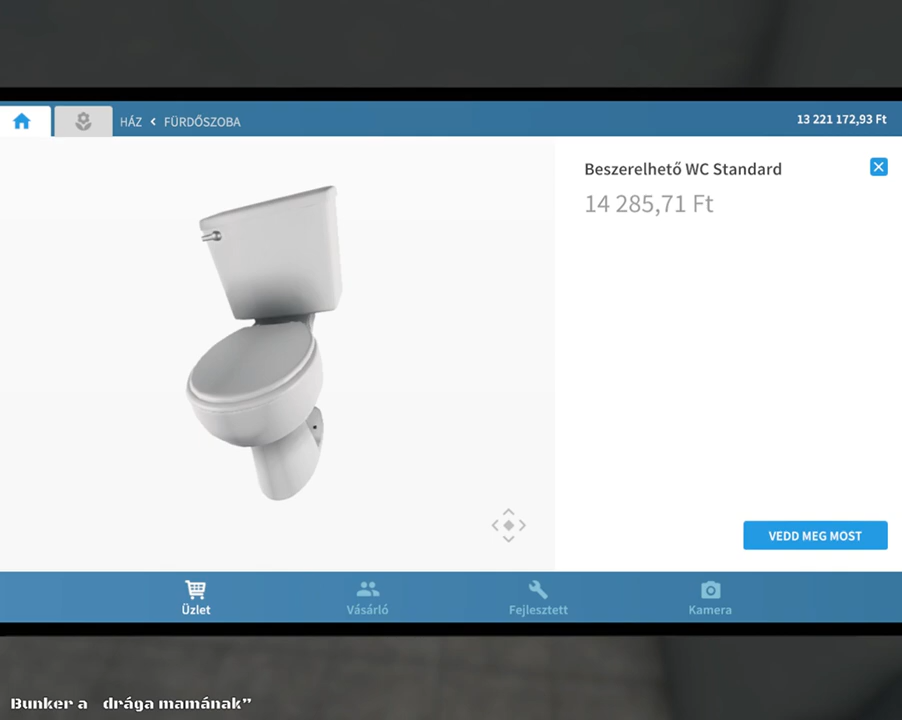 HÁZ < FÜRDŐSZOBA
13 221 172,93 Ft
Beszerelhető WC Standard
14 285,71 Ft
VEDD MEG MOST
Üzlet
Vásárló
Fejlesztett
Kamera
Bunker a drága mamának”